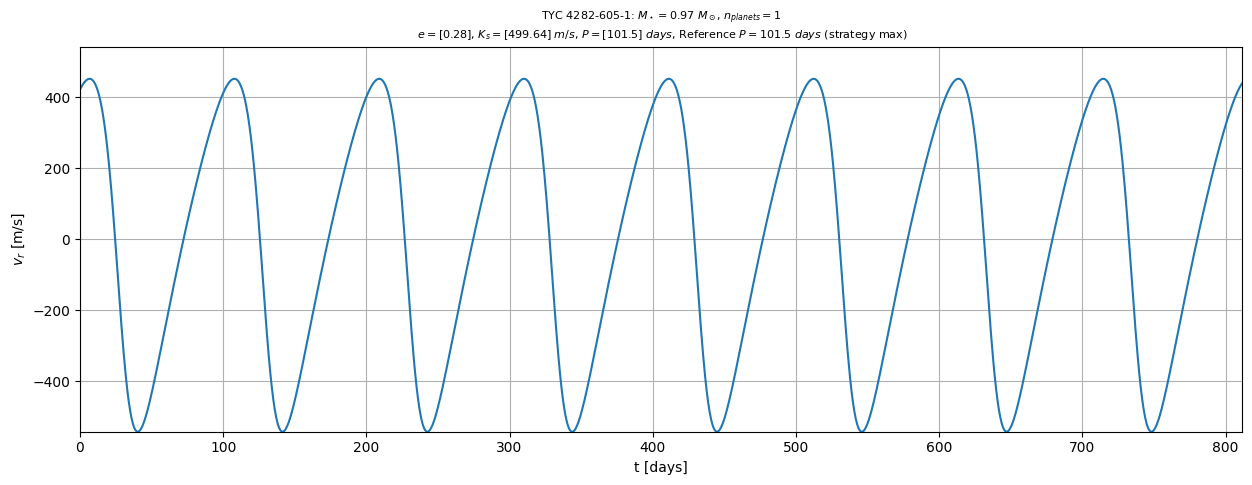 TYC 4282-605-1: $M_⋆ = 0.97 M_⊙$, $n_{planets} = 1$
e = [0.28], K_s = [499.64] m/s, P = [101.5] days, Reference P = 101.5 days (strategy max)
v_r [m/s]
400
200
0
−200
−400
0 100 200 300 400 500 600 700 800
t [days]